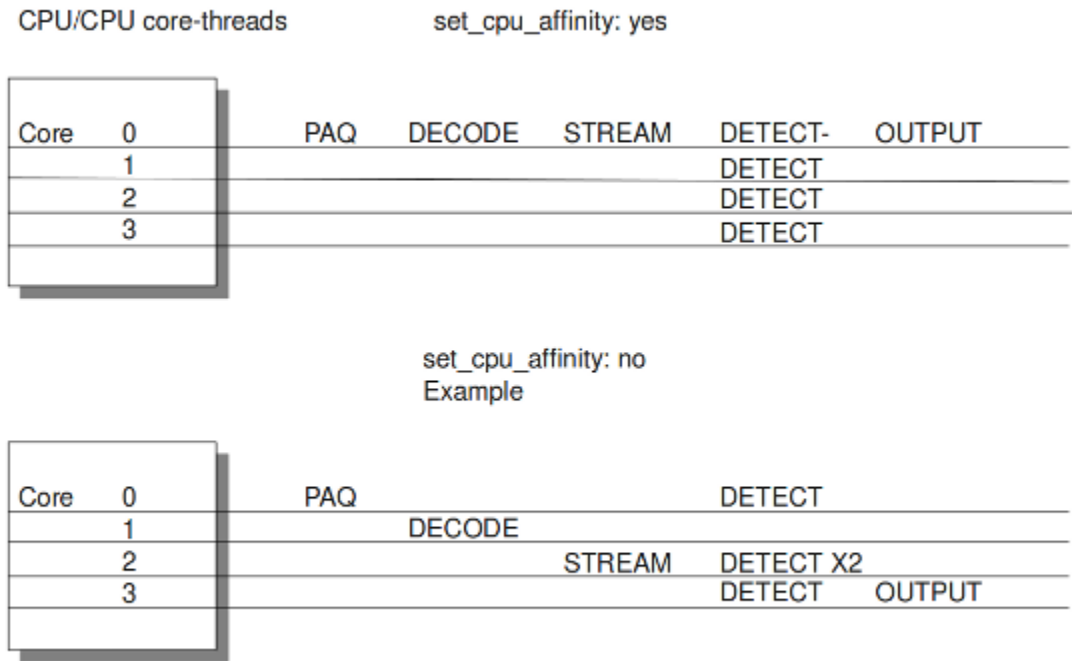 CPU/CPU core-threads set_cpu_affinity: yes
Core 0 PAQ DECODE STREAM DETECT- OUTPUT
1 DETECT
2 DETECT
3 DETECT
set_cpu_affinity: no
Example
Core 0 PAQ DETECT
1 DECODE
2 STREAM DETECT X2
3 DETECT OUTPUT